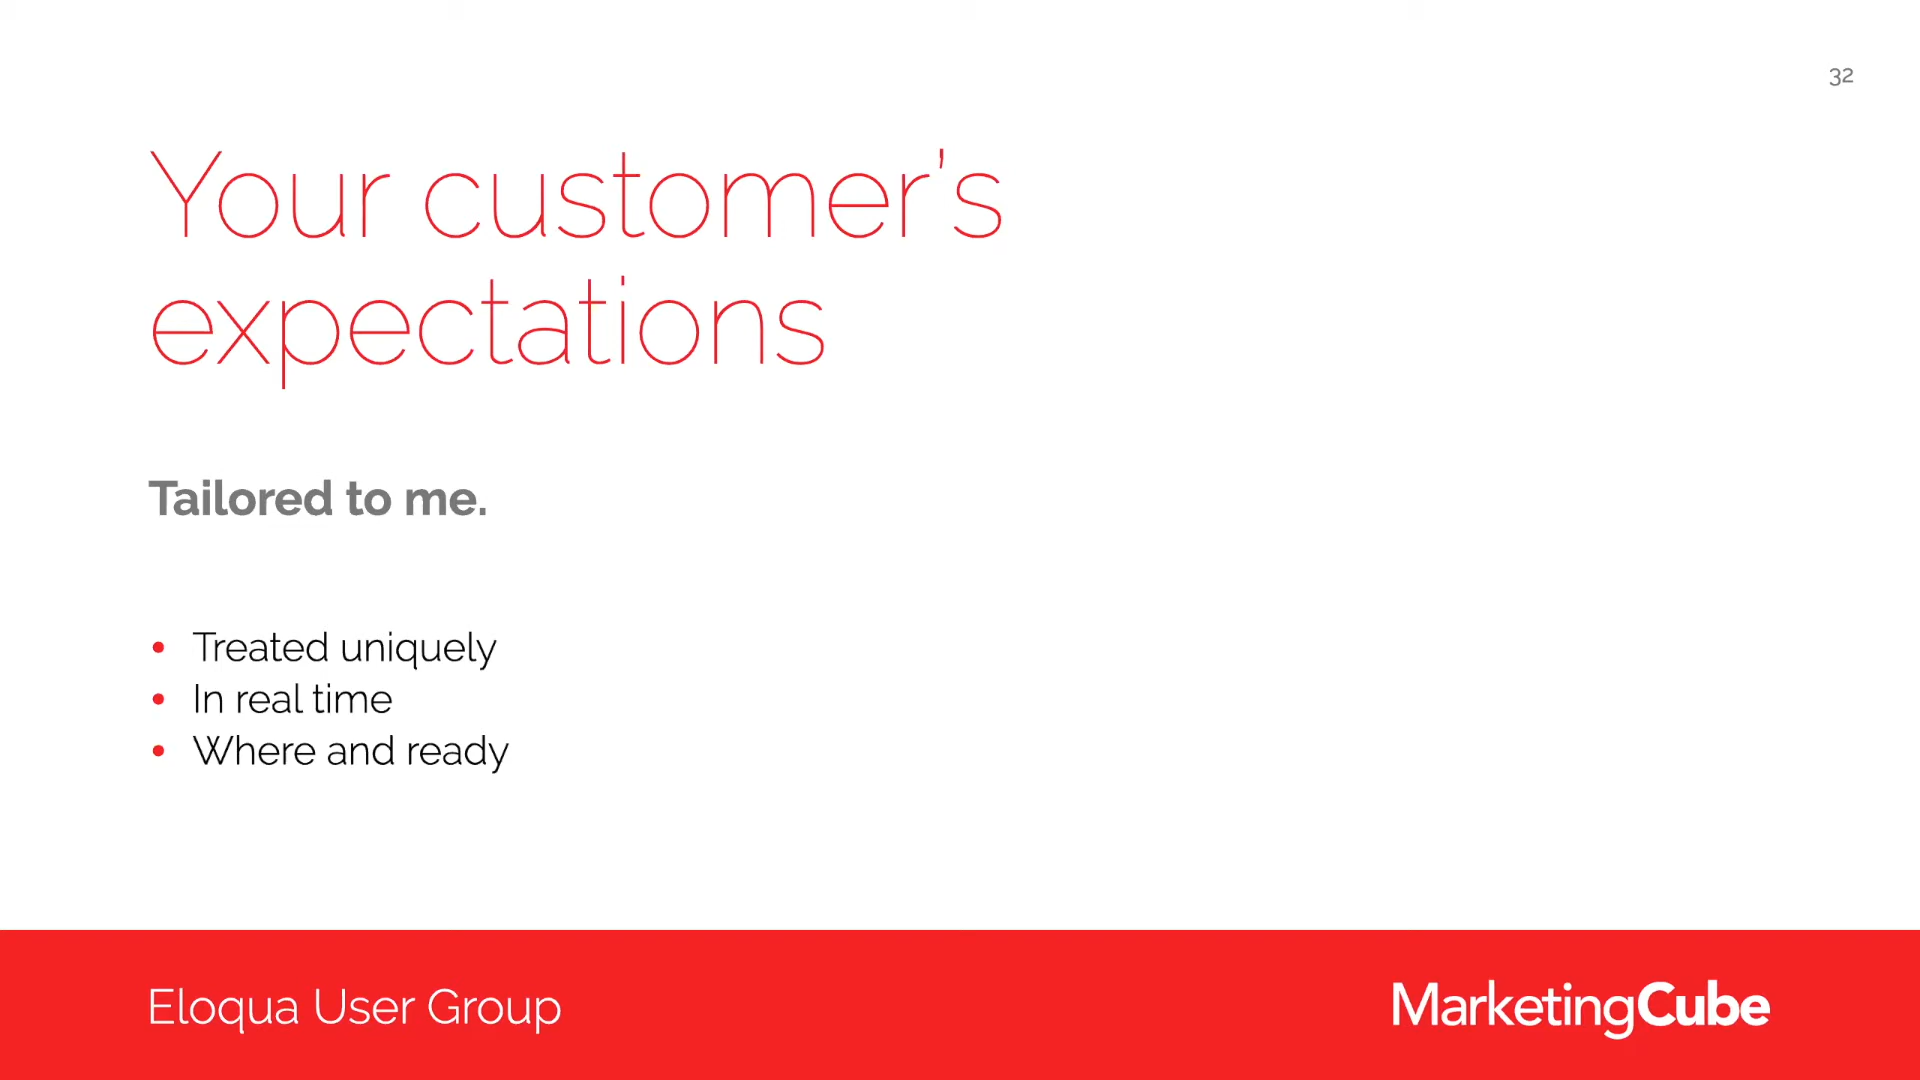 32
Your customer’s
expectations
Tailored to me.
• Treated uniquely
• In real time
• Where and ready
Eloqua User Group
MarketingCube